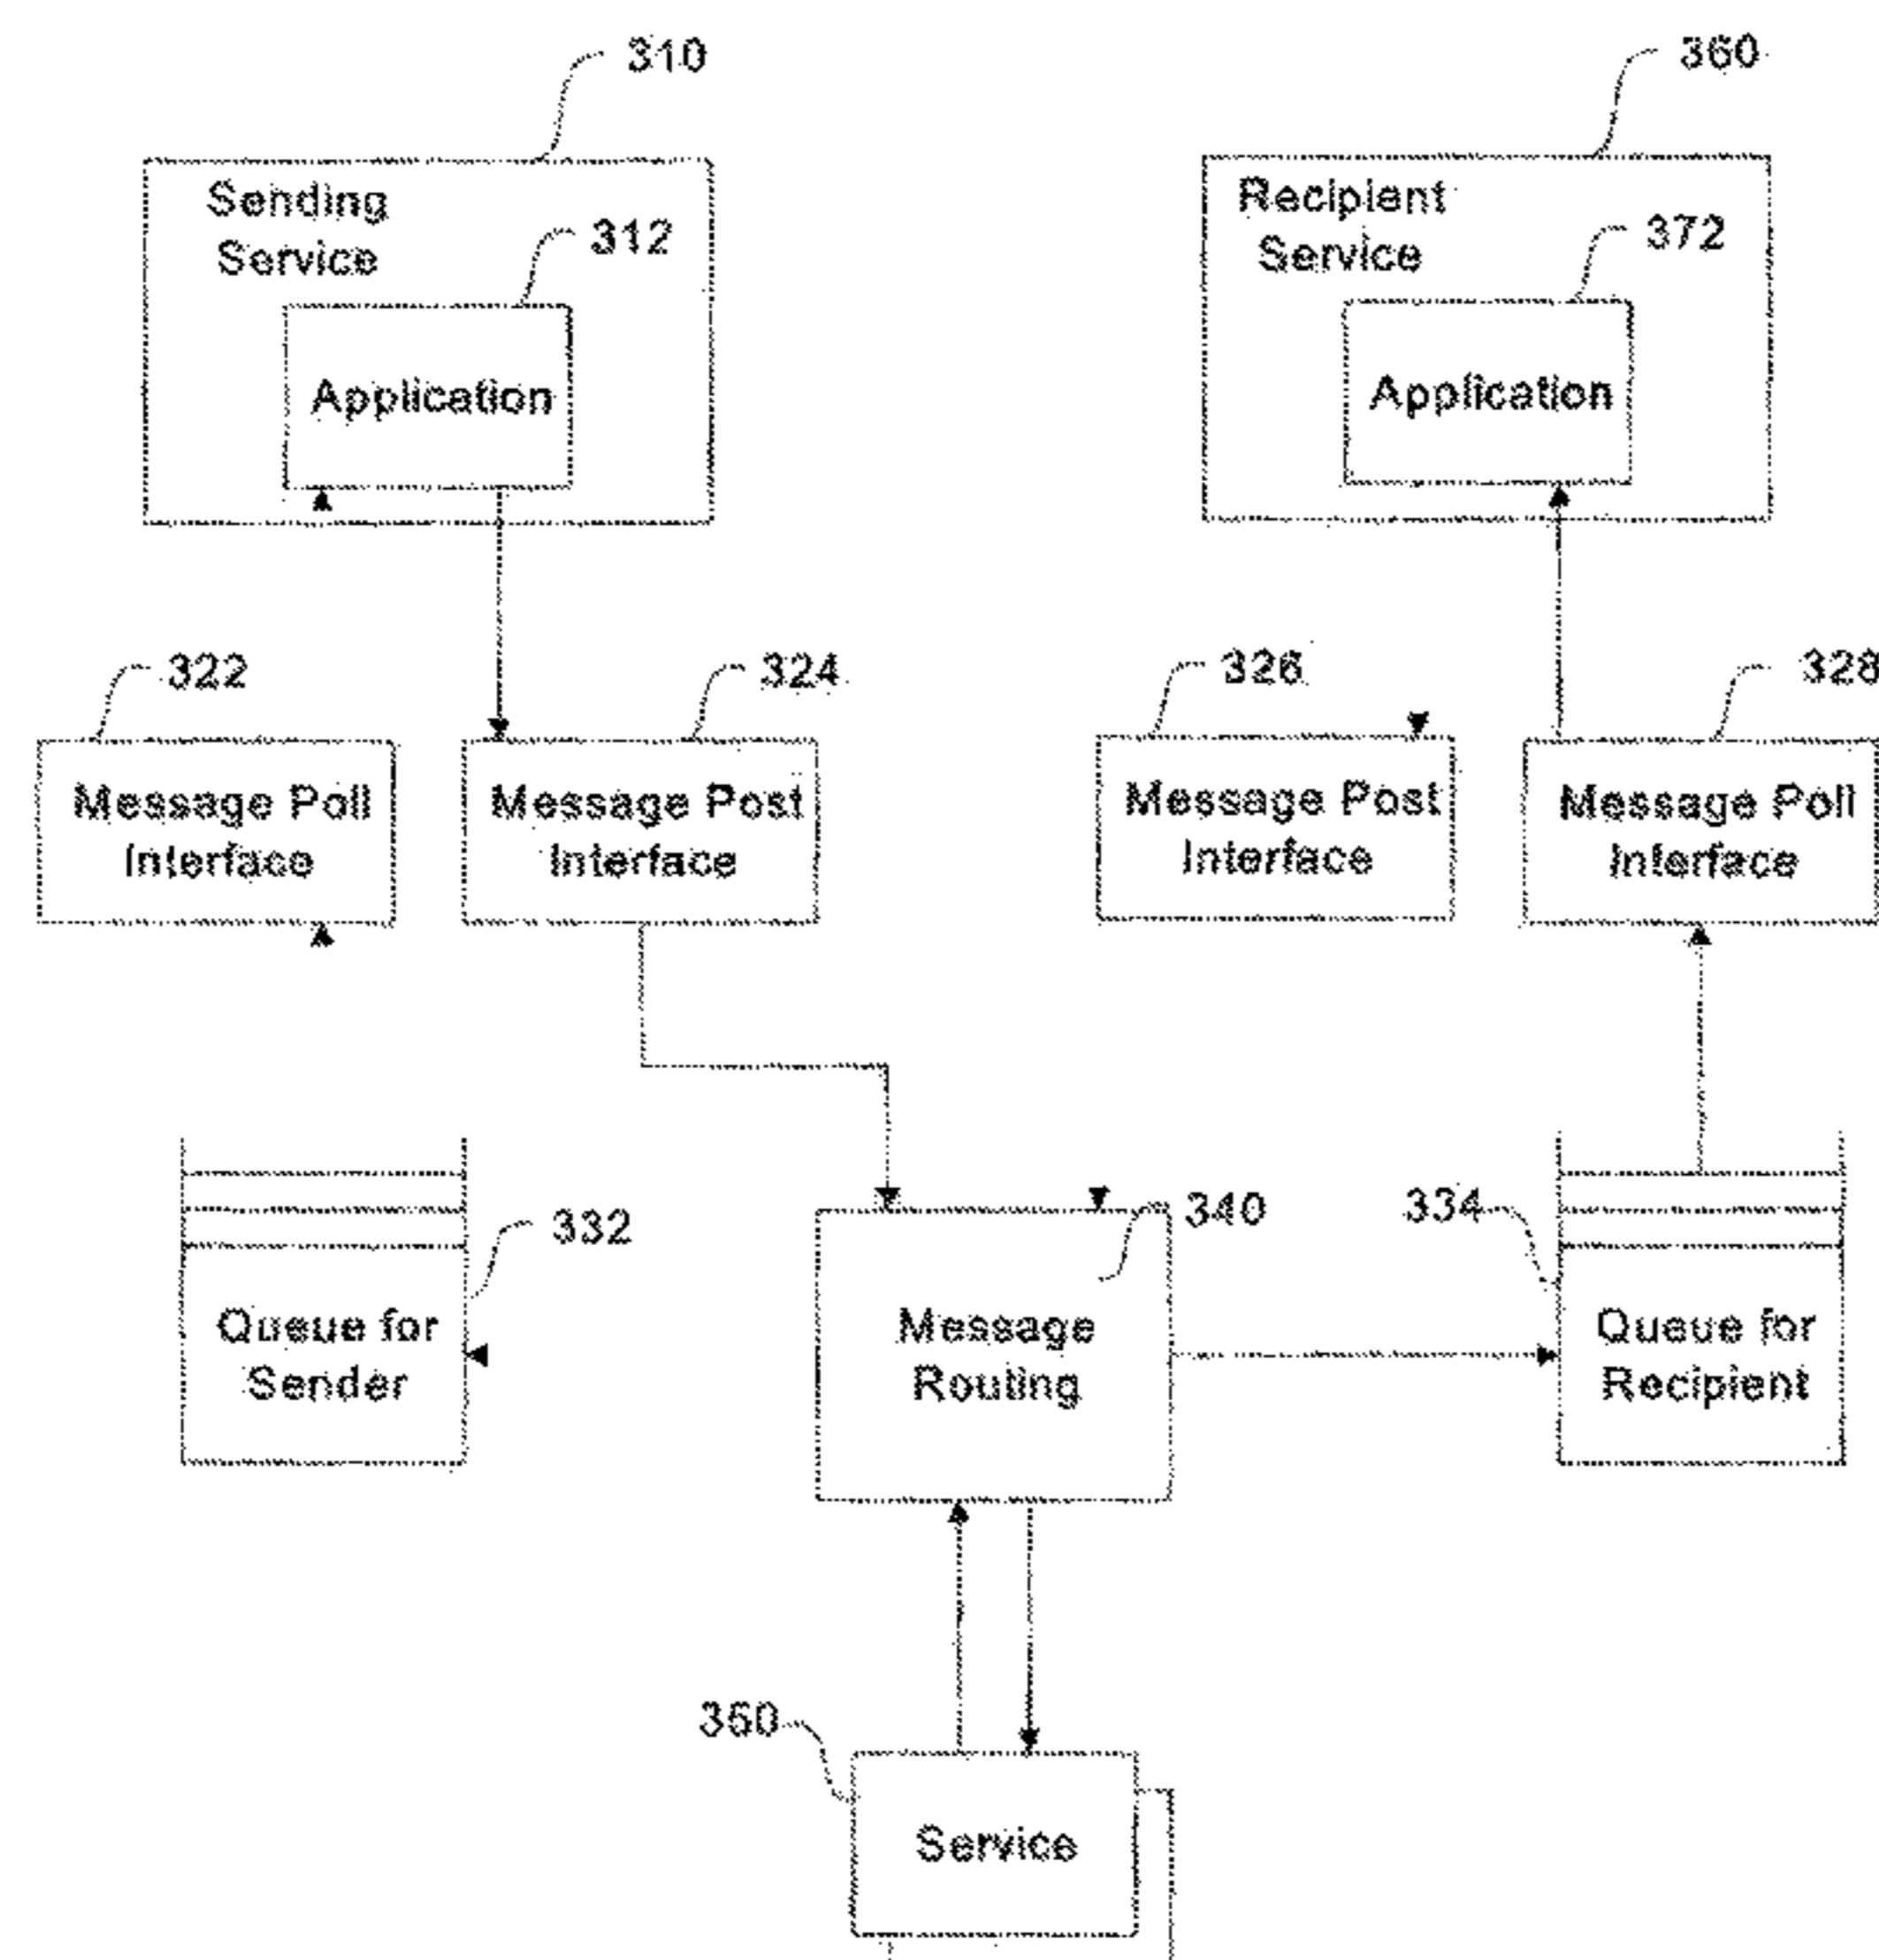 310
360
Sending
Service
312
Recipient
Service
372
Application
Application
322
324
326
328
Message Poll
Interface
Message Post
Interface
Message Post
Interface
Message Poll
Interface
332
340
334
Queue for
Sender
Message
Routing
Queue for
Recipient
350
Service